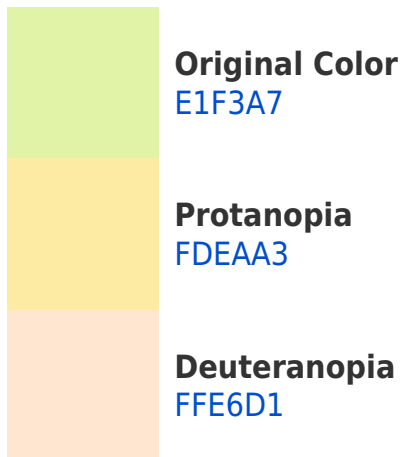 Original Color
E1F3A7
Protanopia
FDEAA3
Deuteranopia
FFE6D1